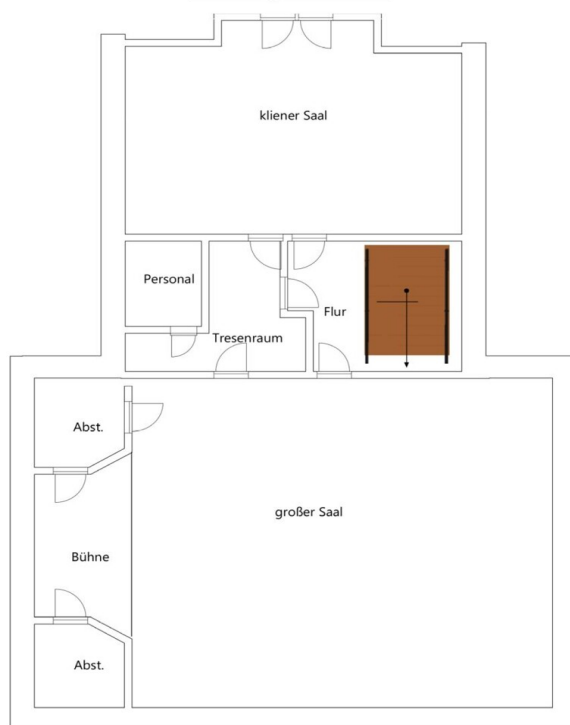 kliener Saal
Personal
Flur
Tresenraum
Abst.
großer Saal
Bühne
Abst.